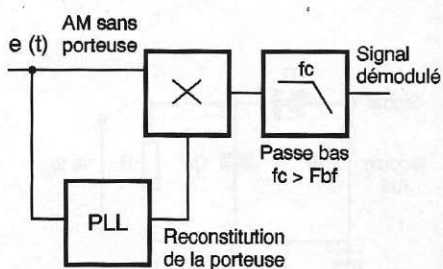 AM sans
porteuse
e (t)
fc
Signal
démodulé
Passe bas
fc > Fbf
PLL
Reconstitution
de la porteuse